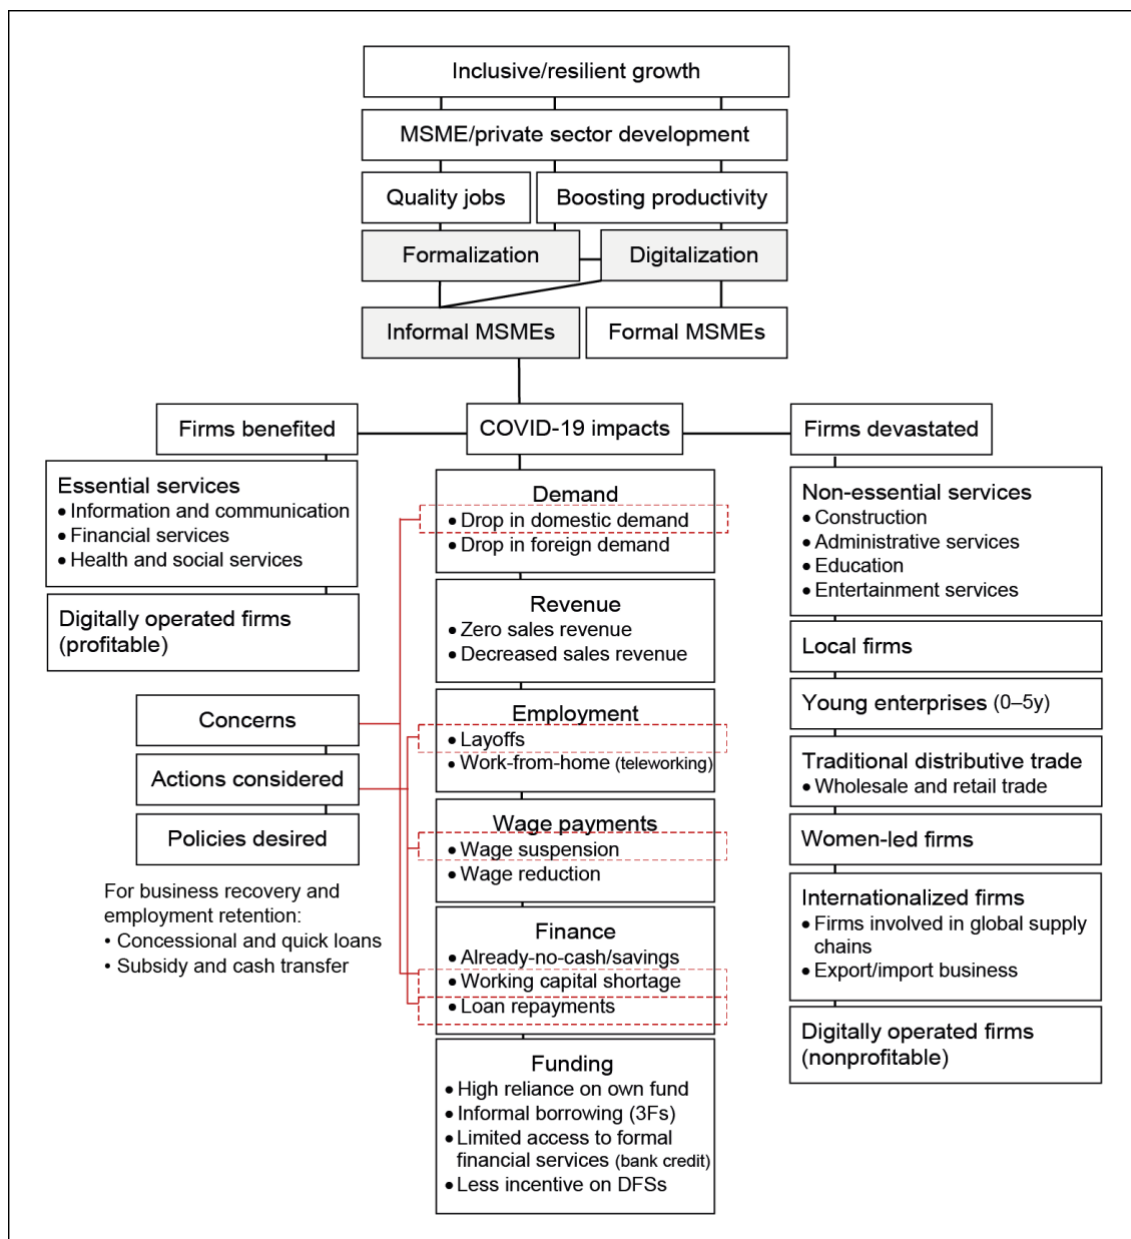 Inclusive/resilient growth
MSME/private sector development
Quality jobs
Boosting productivity
Formalization
Digitalization
Informal MSMEs
Formal MSMEs
Firms benefited
COVID-19 impacts
Firms devastated
Essential services
• Information and communication
• Financial services
• Health and social services
Digitally operated firms
(profitable)
Concerns
Actions considered
Policies desired
For business recovery and
employment retention:
• Concessional and quick loans
• Subsidy and cash transfer
Demand
• Drop in domestic demand
• Drop in foreign demand
Revenue
• Zero sales revenue
• Decreased sales revenue
Employment
• Layoffs
• Work-from-home (teleworking)
Wage payments
• Wage suspension
• Wage reduction
Finance
• Already-no-cash/savings
• Working capital shortage
• Loan repayments
Funding
• High reliance on own fund
• Informal borrowing (3Fs)
• Limited access to formal
financial services (bank credit)
• Less incentive on DFSs
Non-essential services
• Construction
• Administrative services
• Education
• Entertainment services
Local firms
Young enterprises (0–5y)
Traditional distributive trade
• Wholesale and retail trade
Women-led firms
Internationalized firms
• Firms involved in global supply
chains
• Export/import business
Digitally operated firms
(nonprofitable)